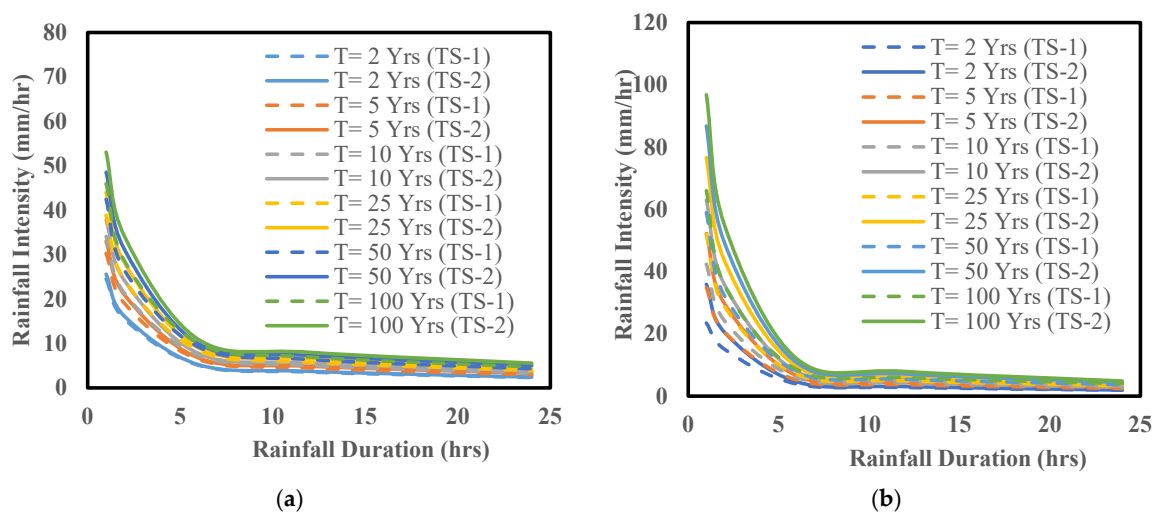 80
70
60
50
40
30
20
10
0
Rainfall Intensity (mm/hr)
T= 2 Yrs (TS-1)
T= 2 Yrs (TS-2)
T= 5 Yrs (TS-1)
T= 5 Yrs (TS-2)
T= 10 Yrs (TS-1)
T= 10 Yrs (TS-2)
T= 25 Yrs (TS-1)
T= 25 Yrs (TS-2)
T= 50 Yrs (TS-1)
T= 50 Yrs (TS-2)
T= 100 Yrs (TS-1)
T= 100 Yrs (TS-2)
0 5 10 15 20 25
Rainfall Duration (hrs)
(a)
120
100
80
60
40
20
0
Rainfall Intensity (mm/hr)
T= 2 Yrs (TS-1)
T= 2 Yrs (TS-2)
T= 5 Yrs (TS-1)
T= 5 Yrs (TS-2)
T= 10 Yrs (TS-1)
T= 10 Yrs (TS-2)
T= 25 Yrs (TS-1)
T= 25 Yrs (TS-2)
T= 50 Yrs (TS-1)
T= 50 Yrs (TS-2)
T= 100 Yrs (TS-1)
T= 100 Yrs (TS-2)
0 5 10 15 20 25
Rainfall Duration (hrs)
(b)